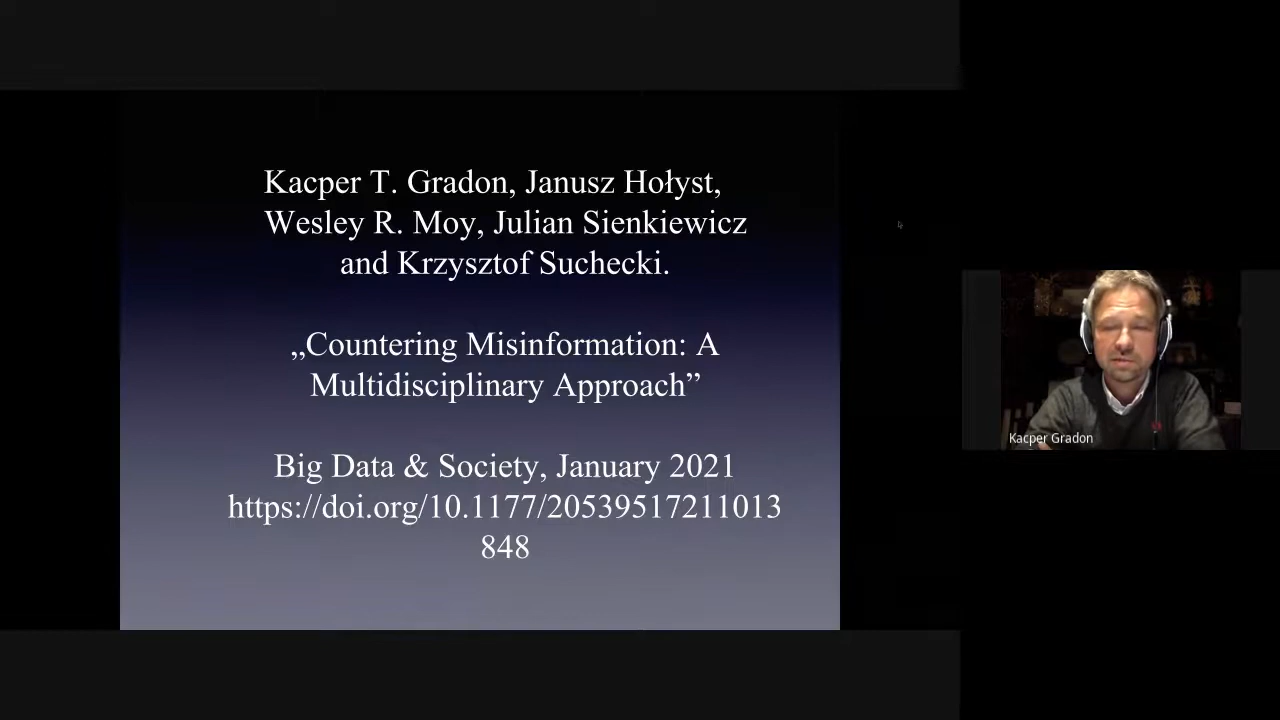 Kacper T. Gradon, Janusz Hołyst,
Wesley R. Moy, Julian Sienkiewicz
and Krzysztof Suchecki.
„Countering Misinformation: A
Multidisciplinary Approach”
Big Data & Society, January 2021
https://doi.org/10.1177/20539517211013
848
Kacper Gradon